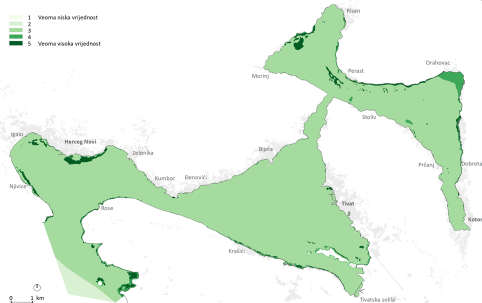 1 Veoma niska vrijednost
2
3
4
5 Veoma visoka vrijednost
Risan
Morinj
Perast
Orahovac
Stoliv
Igalo
Herceg Novi
Zelenika
Bijela
Prčanj
Dobrota
Kumbor
Đenovići
Njivice
Rose
Tivat
Kotor
Krašići
Tivatska solila
0 1 km